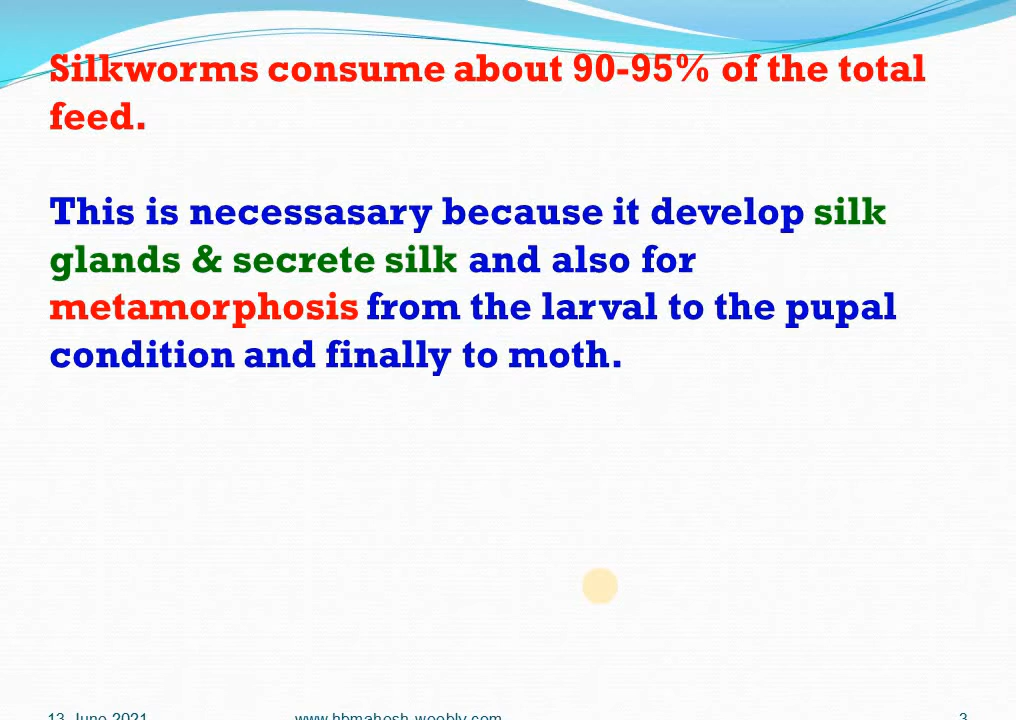 Silkworms consume about 90-95% of the total
feed.
This is necessasary because it develop silk
glands & secrete silk and also for
metamorphosis from the larval to the pupal
condition and finally to moth.
13 June 2021 www.hbmahesh.weebly.com 3